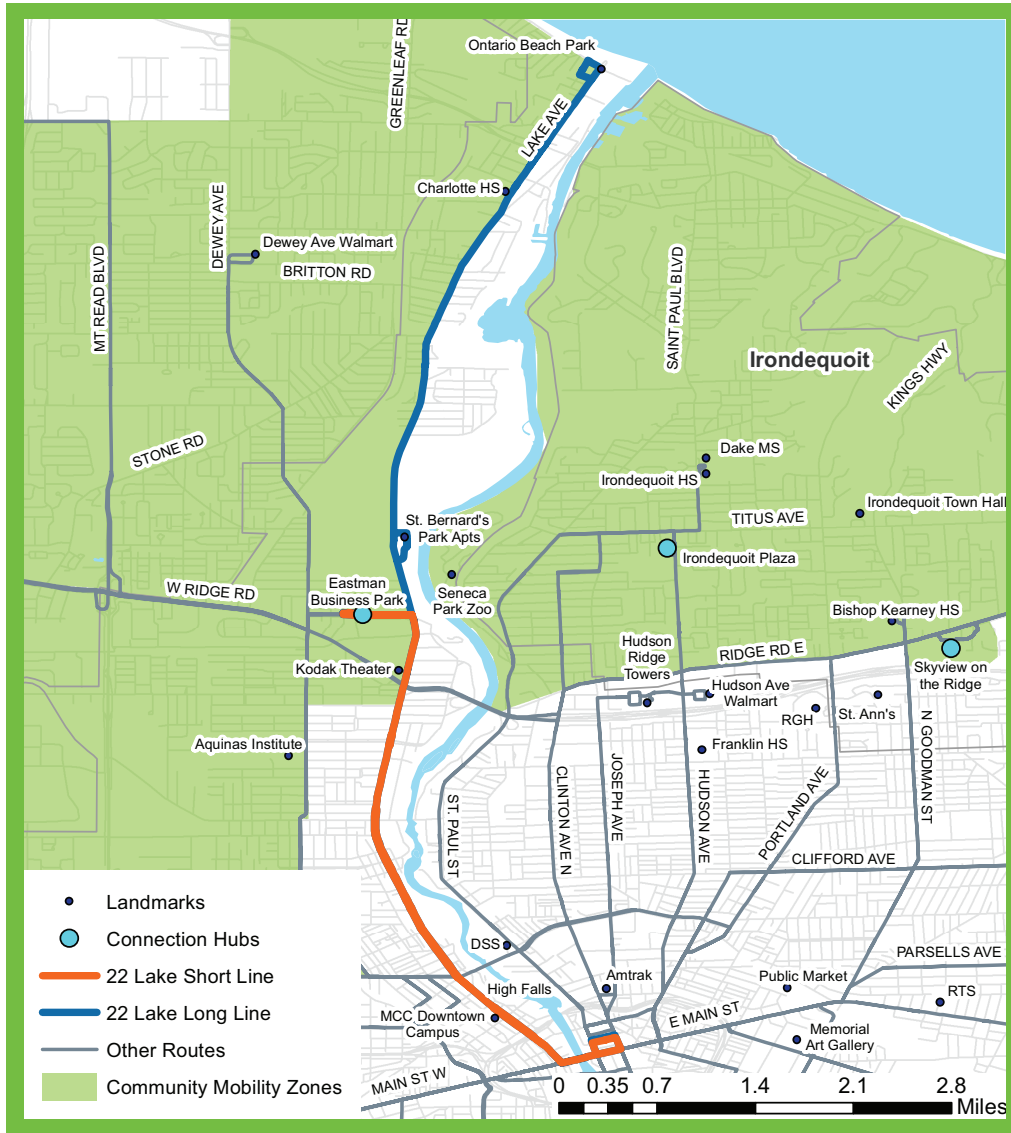 Ontario Beach Park
GREENLEAF RD
LAKE AVE
Charlotte HS
DEWEY AVE
Dewey Ave Walmart
BRITTON RD
MT READ BLVD
SAINT PAUL BLVD
Irondequoit
KINGS HWY
STONE RD
Dake MS
Irondequoit HS
Irondequoit Town Hall
TITUS AVE
St. Bernard's
Park Apts
Irondequoit Plaza
W RIDGE RD
Eastman
Business Park
Seneca
Park Zoo
Bishop Kearney HS
Hudson
Ridge
Towers
RIDGE RD E
Skyview on
the Ridge
Kodak Theater
Hudson Ave
Walmart
RGH
St. Ann's
Aquinas Institute
Franklin HS
N GOODMAN ST
ST. PAUL ST
CLINTON AVE N
JOSEPH AVE
HUDSON AVE
PORTLAND AVE
CLIFFORD AVE
DSS
PARSELLS AVE
High Falls
Amtrak
Public Market
RTS
MCC Downtown
Campus
E MAIN ST
Memorial
Art Gallery
MAIN ST W
Landmarks
Connection Hubs
22 Lake Short Line
22 Lake Long Line
Other Routes
Community Mobility Zones
0 0.35 0.7 1.4 2.1 2.8
Miles